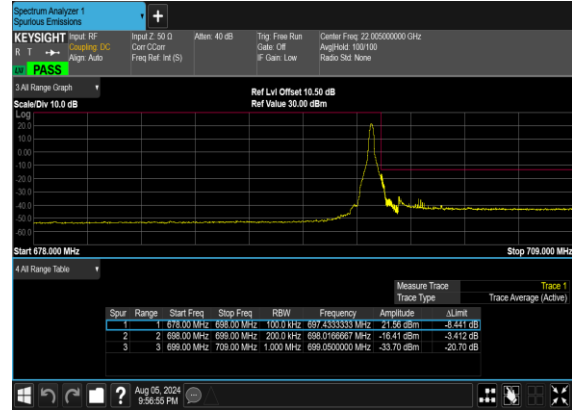 Spectrum Analyzer 1
Spurious Emissions
+
KEYSIGHT Input: RF Input Z: 50 Ω Atten: 40 dB Trig: Free Run Center Freq: 22.005000000 GHz
R T Coupling: DC Corr CCorr Gate: Off Avg|Hold: 100/100
Align: Auto Freq Ref: Int (S) IF Gain: Low Radio Std: None
PASS
3 All Range Graph
Ref Lvl Offset 10.50 dB
Scale/Div 10.0 dB Ref Value 30.00 dBm
Log
20.0
10.0
0.00
-10.0
-20.0
-30.0
-40.0
-50.0
-60.0
Start 678.000 MHz Stop 709.000 MHz
4 All Range Table
Measure Trace Trace 1
Trace Type Trace Average (Active)
Spur Range Start Freq Stop Freq RBW Frequency Amplitude ΔLimit
1 1 678.00 MHz 698.00 MHz 100.0 kHz 697.4333333 MHz 21.56 dBm -8.441 dB
2 2 698.00 MHz 699.00 MHz 200.0 kHz 698.0166667 MHz -16.41 dBm -3.412 dB
3 3 699.00 MHz 709.00 MHz 1.000 MHz 699.0500000 MHz -33.70 dBm -20.70 dB
? Aug 05, 2024
9:56:55 PM